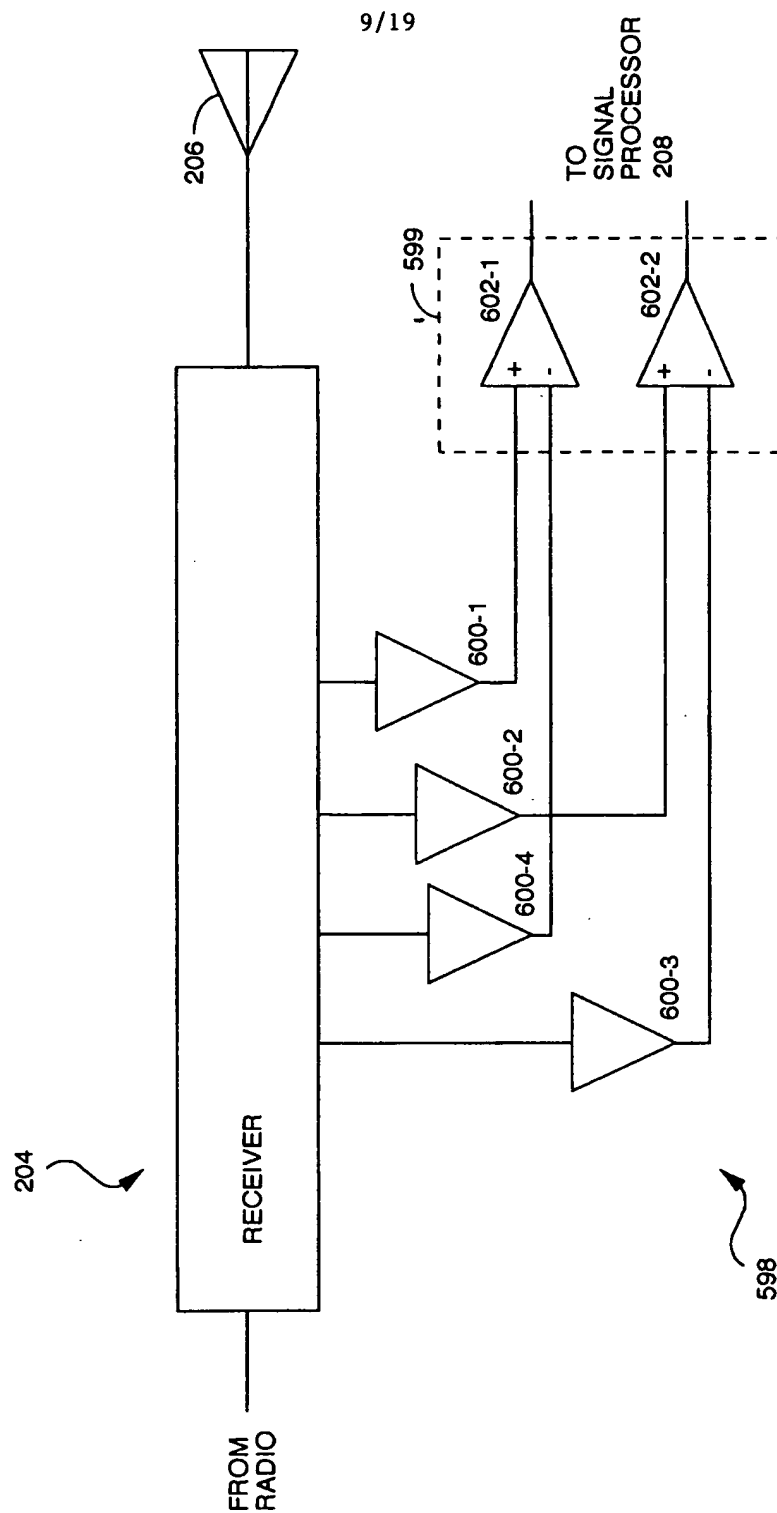 9/19
204
206
RECEIVER
FROM
RADIO
600-1
600-2
600-4
600-3
599
602-1
+
-
602-2
+
-
TO
SIGNAL
PROCESSOR
208
598